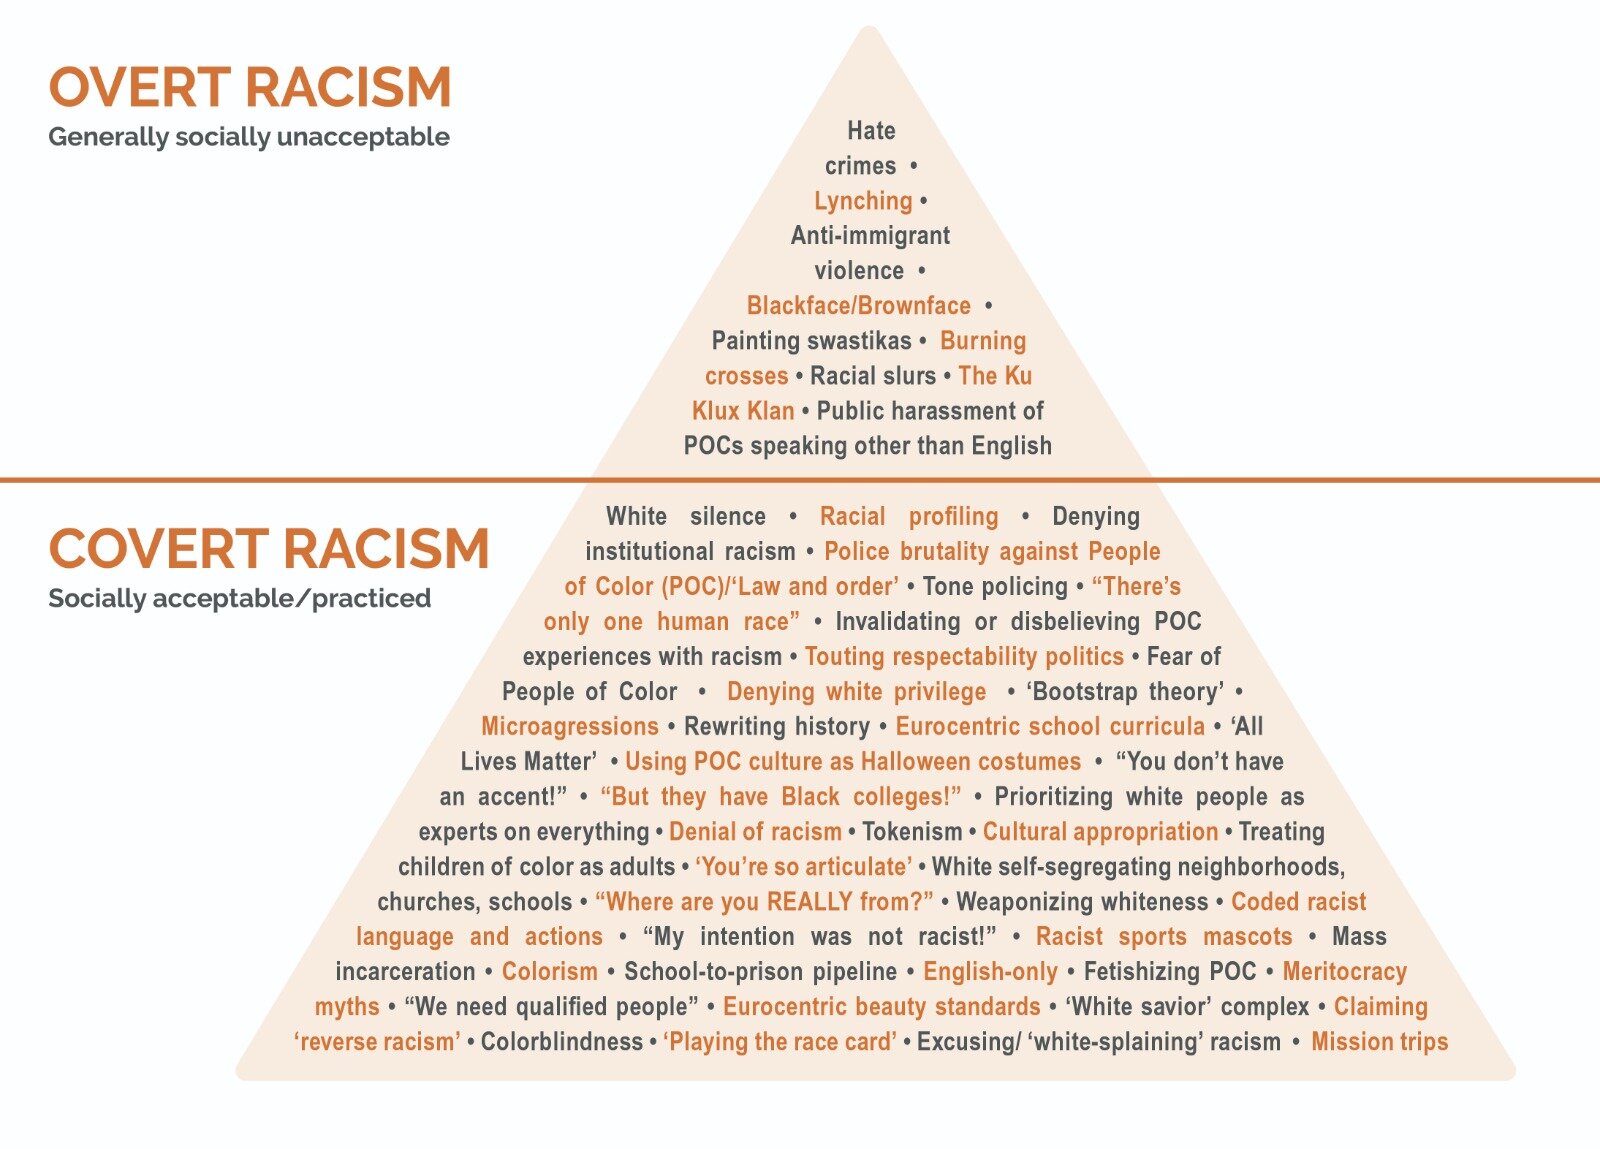 OVERT RACISM
Generally socially unacceptable
Hate
crimes •
Lynching •
Anti-immigrant
violence •
Blackface/Brownface •
Painting swastikas • Burning
crosses • Racial slurs • The Ku
Klux Klan • Public harassment of
POCs speaking other than English
COVERT RACISM
Socially acceptable/practiced
White silence • Racial profiling • Denying
institutional racism • Police brutality against People
of Color (POC)/‘Law and order’ • Tone policing • “There’s
only one human race” • Invalidating or disbelieving POC
experiences with racism • Touting respectability politics • Fear of
People of Color • Denying white privilege • ‘Bootstrap theory’ •
Microagressions • Rewriting history • Eurocentric school curricula • ‘All
Lives Matter’ • Using POC culture as Halloween costumes • “You don’t have
an accent!” • “But they have Black colleges!” • Prioritizing white people as
experts on everything • Denial of racism • Tokenism • Cultural appropriation • Treating
children of color as adults • ‘You’re so articulate’ • White self-segregating neighborhoods,
churches, schools • “Where are you REALLY from?” • Weaponizing whiteness • Coded racist
language and actions • “My intention was not racist!” • Racist sports mascots • Mass
incarceration • Colorism • School-to-prison pipeline • English-only • Fetishizing POC • Meritocracy
myths • “We need qualified people” • Eurocentric beauty standards • ‘White savior’ complex • Claiming
‘reverse racism’ • Colorblindness • ‘Playing the race card’ • Excusing/ ‘white-splaining’ racism • Mission trips